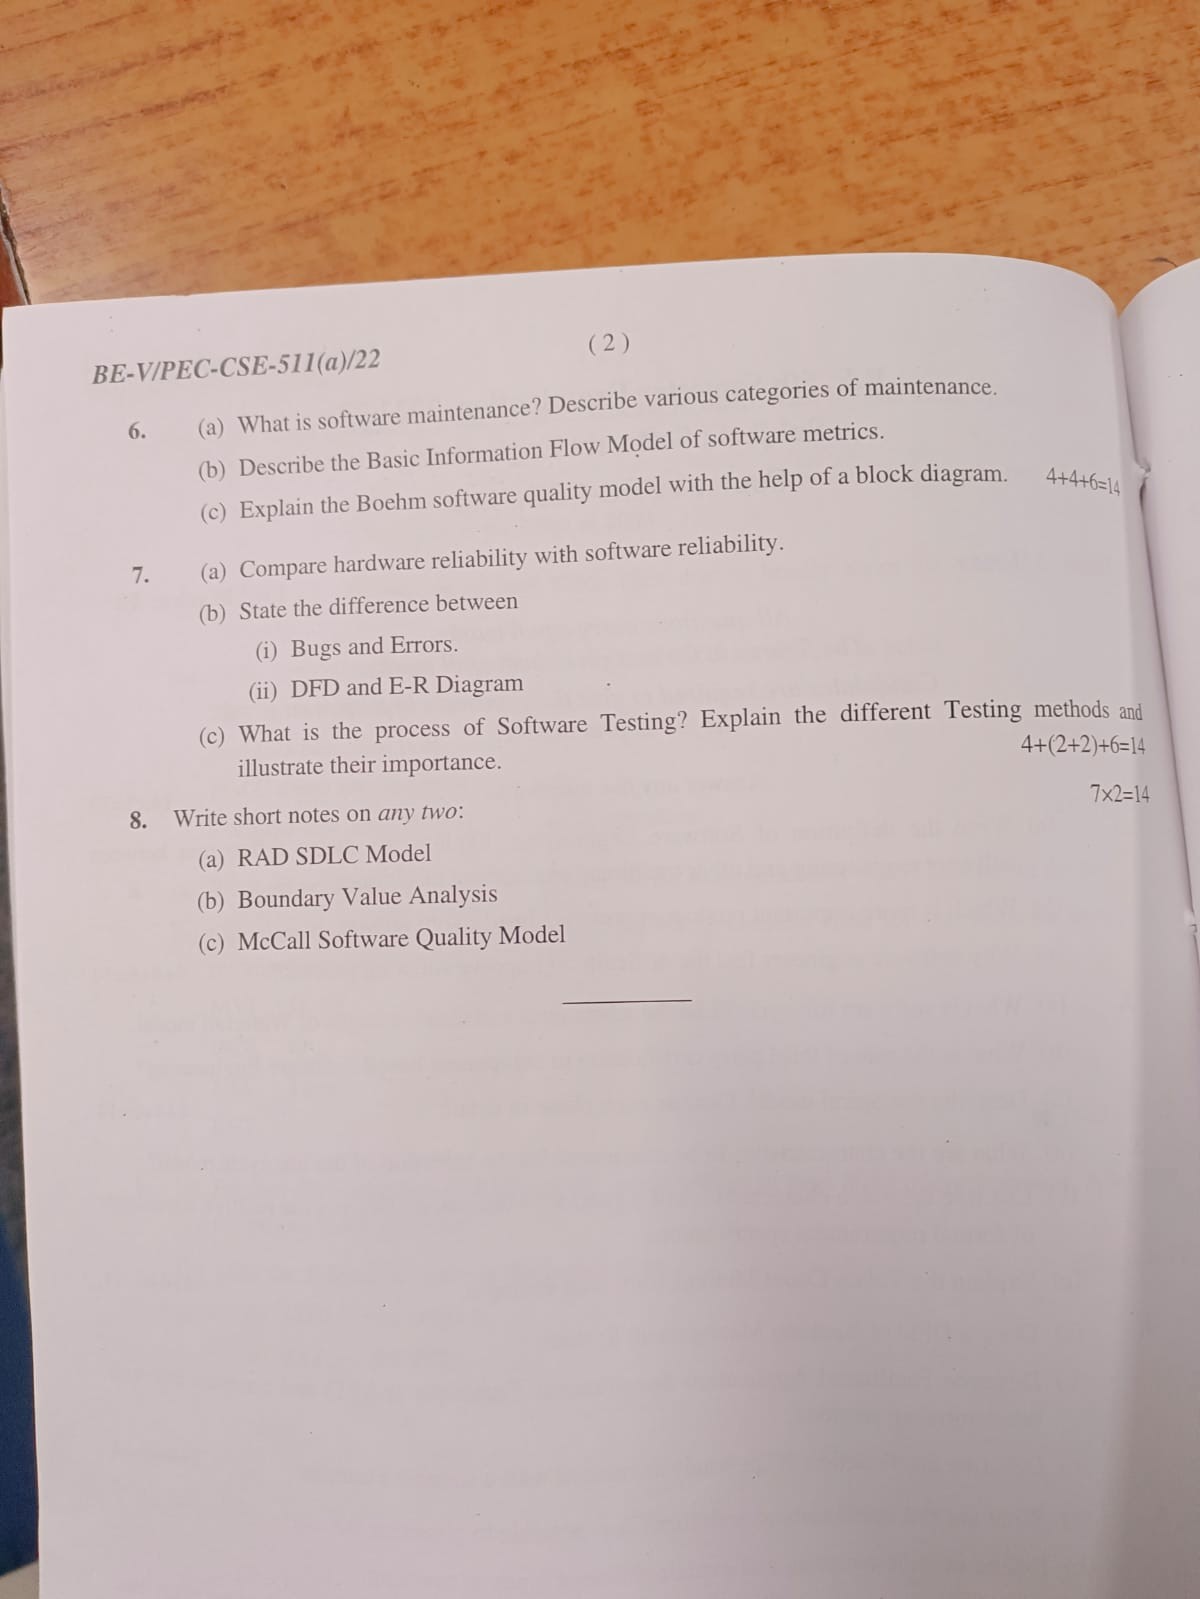 BE-V/PEC-CSE-511(a)/22
( 2 )
6. (a) What is software maintenance? Describe various categories of maintenance.
(b) Describe the Basic Information Flow Model of software metrics.
(c) Explain the Boehm software quality model with the help of a block diagram. 4+4+6=14
7. (a) Compare hardware reliability with software reliability.
(b) State the difference between
(i) Bugs and Errors.
(ii) DFD and E-R Diagram
(c) What is the process of Software Testing? Explain the different Testing methods and
illustrate their importance. 4+(2+2)+6=14
8. Write short notes on any two: 7×2=14
(a) RAD SDLC Model
(b) Boundary Value Analysis
(c) McCall Software Quality Model